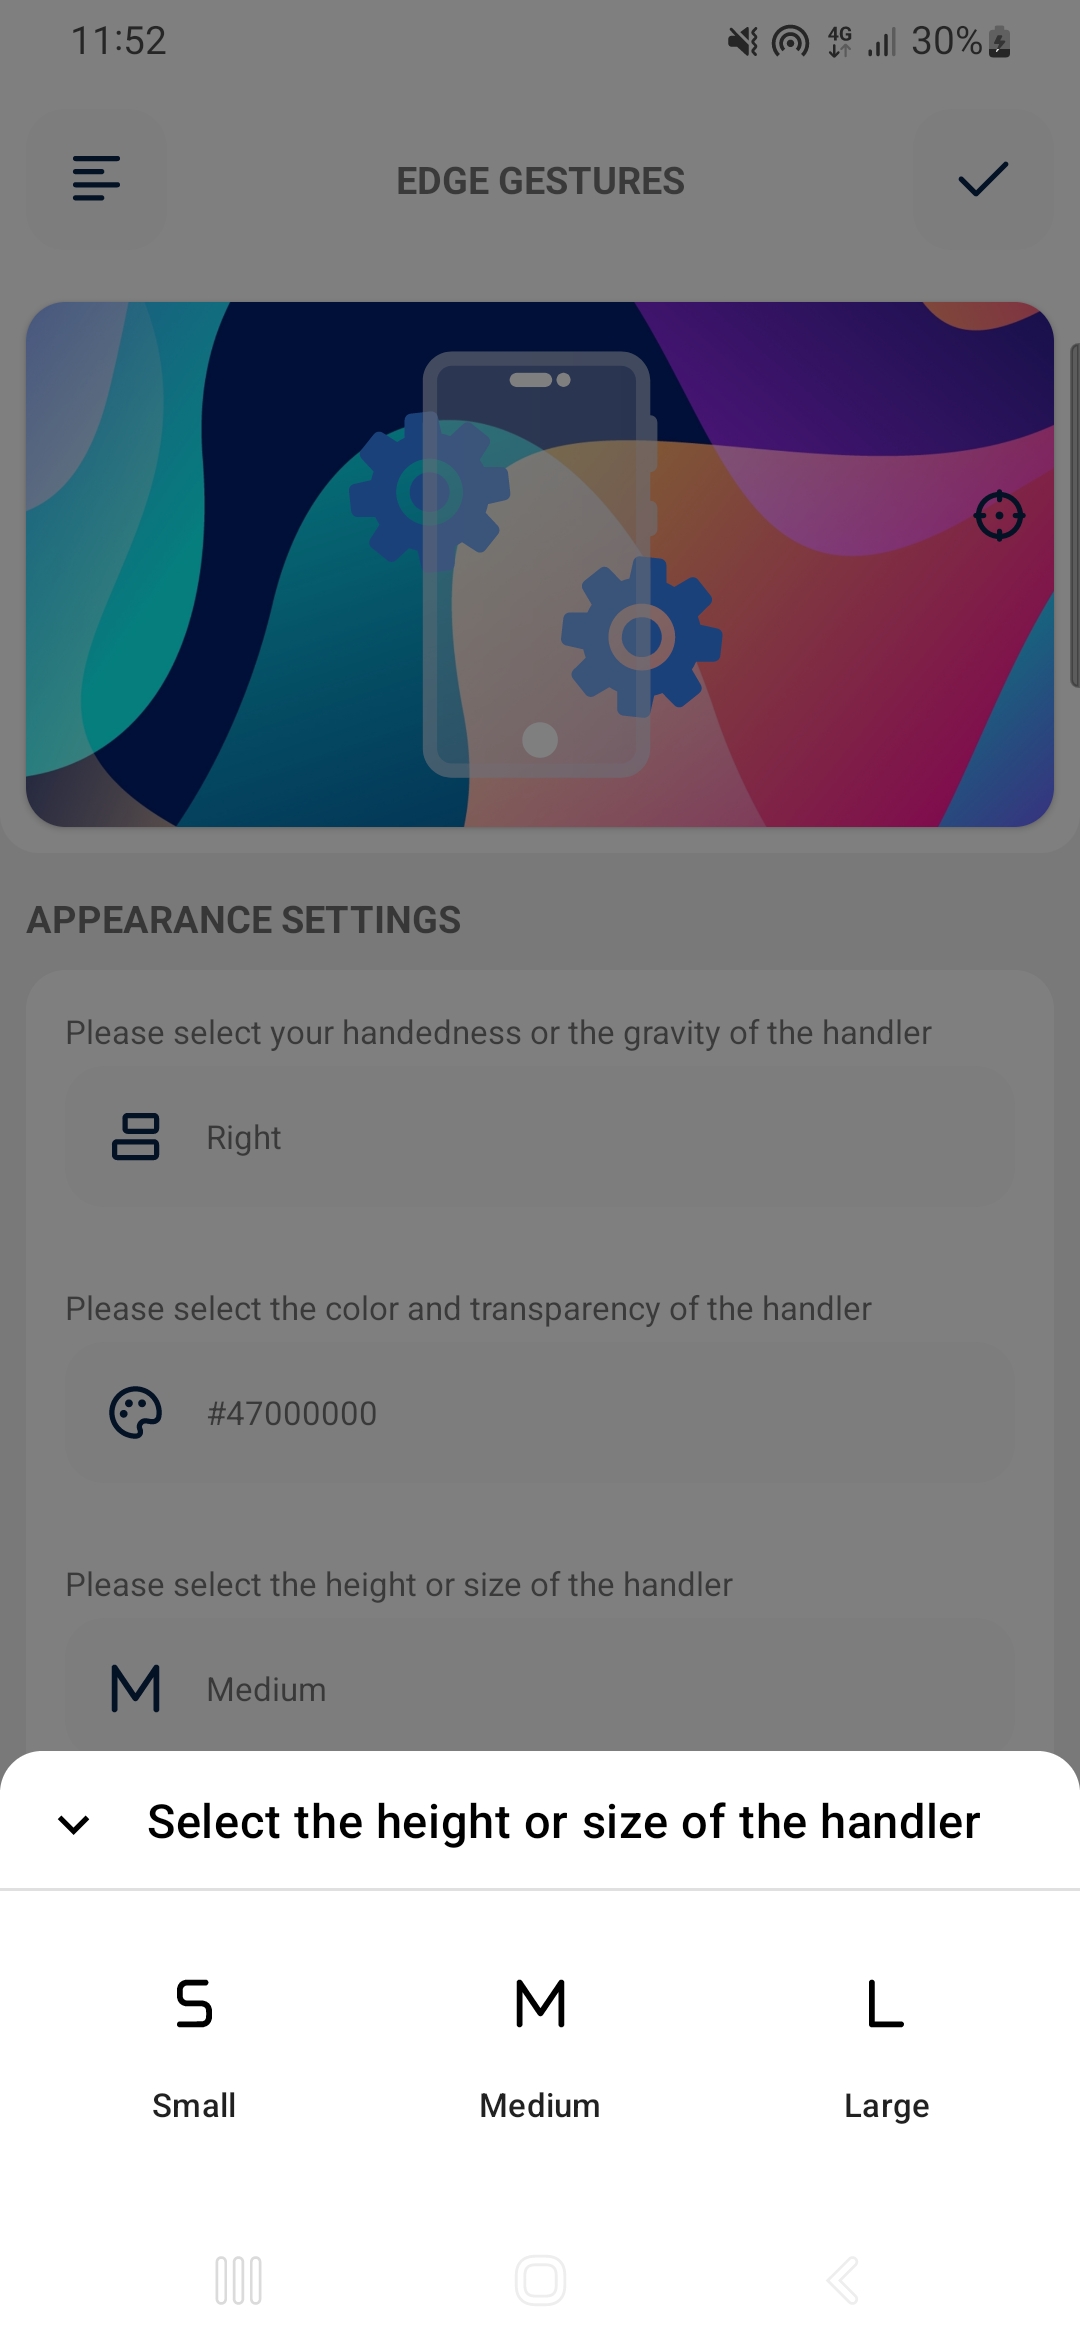 11:52
4G
30%
EDGE GESTURES
APPEARANCE SETTINGS
Please select your handedness or the gravity of the handler
Right
Please select the color and transparency of the handler
#47000000
Please select the height or size of the handler
M Medium
Select the height or size of the handler
S M L
Small Medium Large